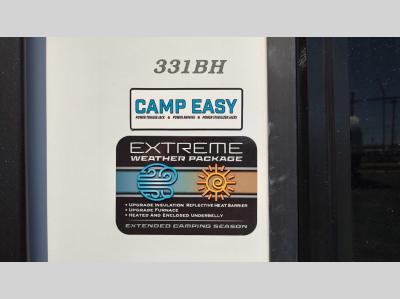 331BH
CAMP EASY
POWER TONGUE JACK POWER AWNING POWER STABILIZER JACKS
EXTREME
WEATHER PACKAGE
• UPGRADE INSULATION REFLECTIVE HEAT BARRIER
• UPGRADE FURNACE
• HEATED AND ENCLOSED UNDERBELLY
EXTENDED CAMPING SEASON